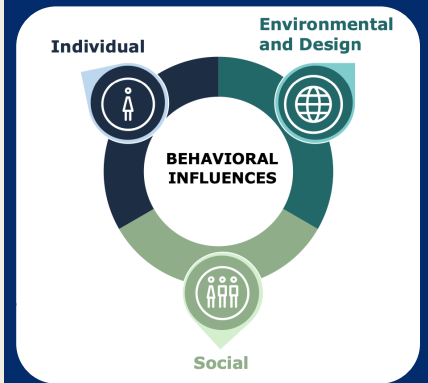 Individual
Environmental
and Design
BEHAVIORAL
INFLUENCES
Social